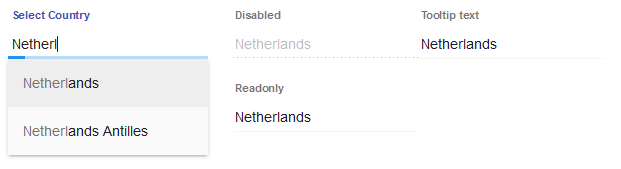 Select Country
Netherl
Netherlands
Netherlands Antilles
Disabled
Netherlands
Readonly
Netherlands
Tooltip text
Netherlands